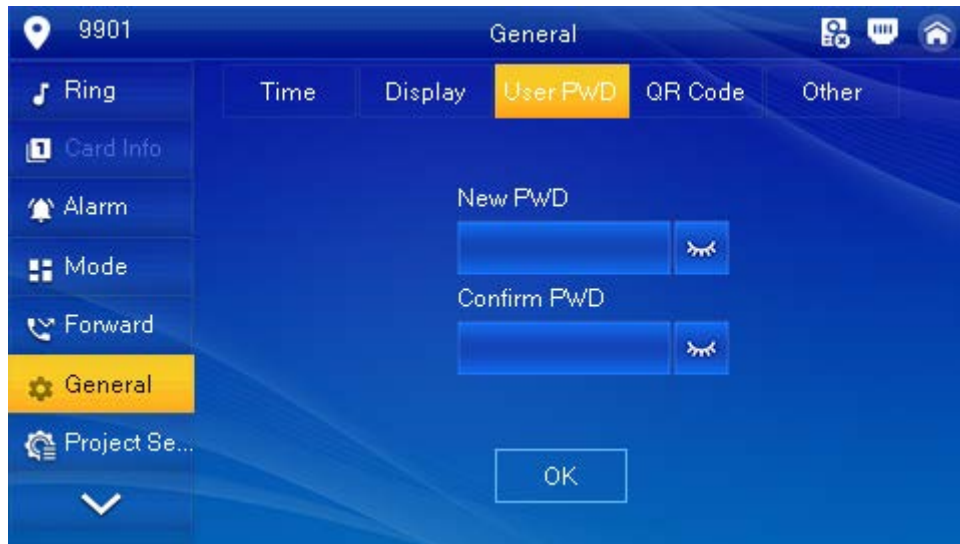 9901
General
Ring
Card Info
Alarm
Mode
Forward
General
Project Se...
Time
Display
User PWD
QR Code
Other
New PWD
Confirm PWD
OK